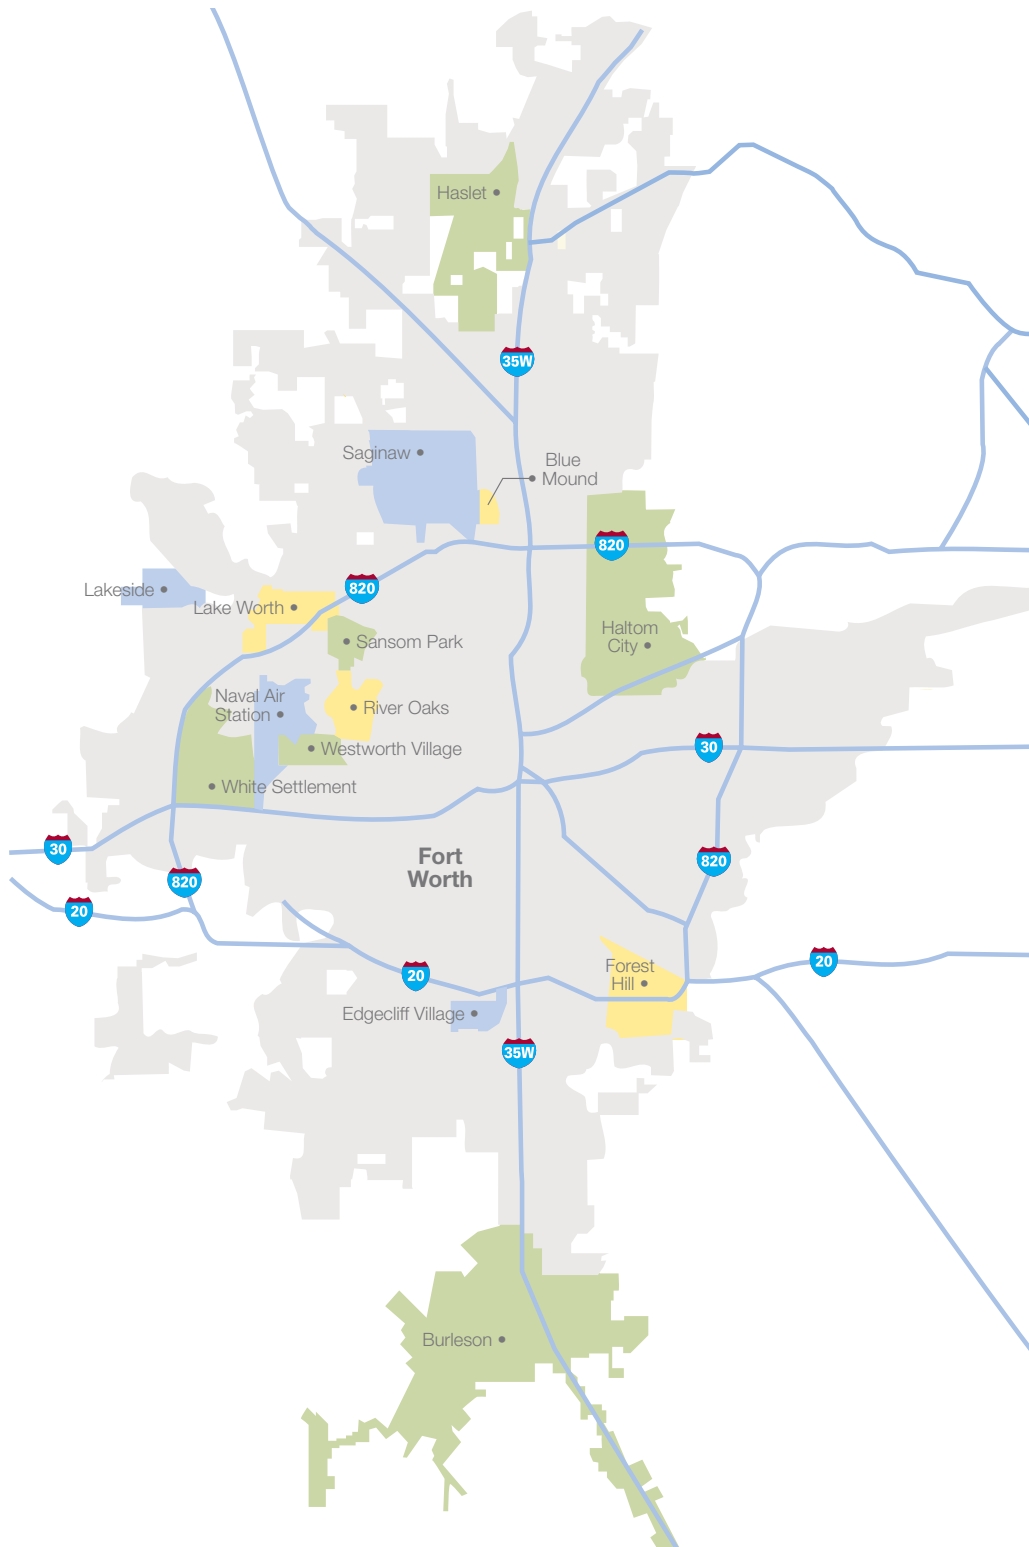 Haslet
35W
Saginaw
Blue
Mound
820
820
Lakeside
Lake Worth
Haltom
City
Sansom Park
Naval Air
Station
River Oaks
Westworth Village
30
White Settlement
30
Fort
Worth
820
820
20
Forest
Hill
20
20
Edgecliff Village
35W
Burleson